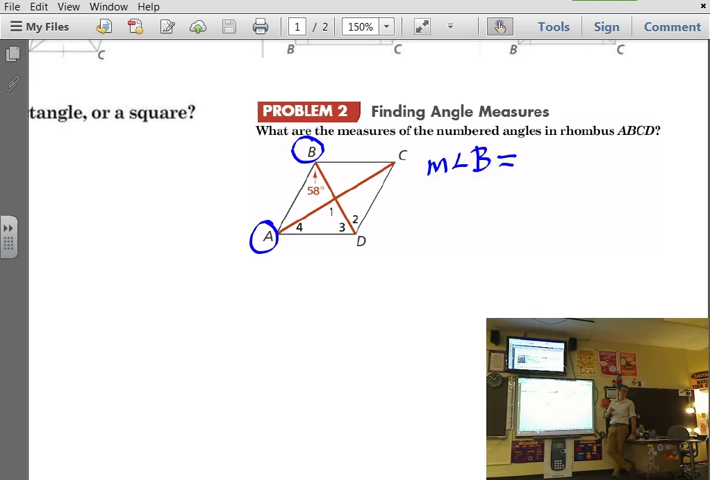 File Edit View Window Help
My Files 1 / 2 150% Tools Sign Comment
C B C B C
tangle, or a square?
PROBLEM 2 Finding Angle Measures
What are the measures of the numbered angles in rhombus ABCD?
B C m∠B =
58°
1 2
A 4 3 D